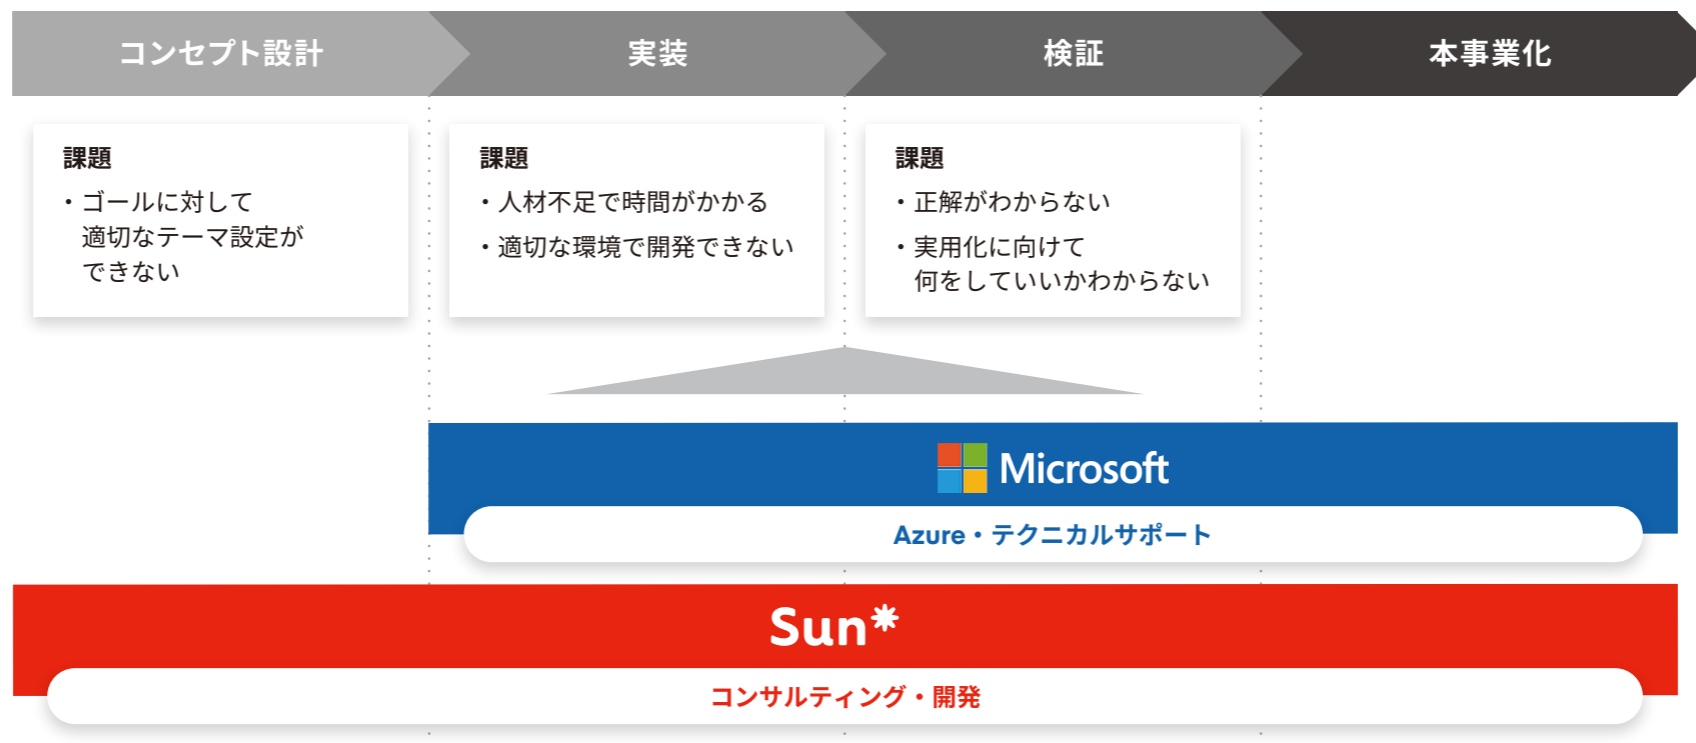 コンセプト設計
実装
検証
本事業化
課題
・ゴールに対して
適切なテーマ設定が
できない
課題
・人材不足で時間がかかる
・適切な環境で開発できない
課題
・正解がわからない
・実用化に向けて
何をしていいかわからない
Microsoft
Azure・テクニカルサポート
Sun*
コンサルティング・開発